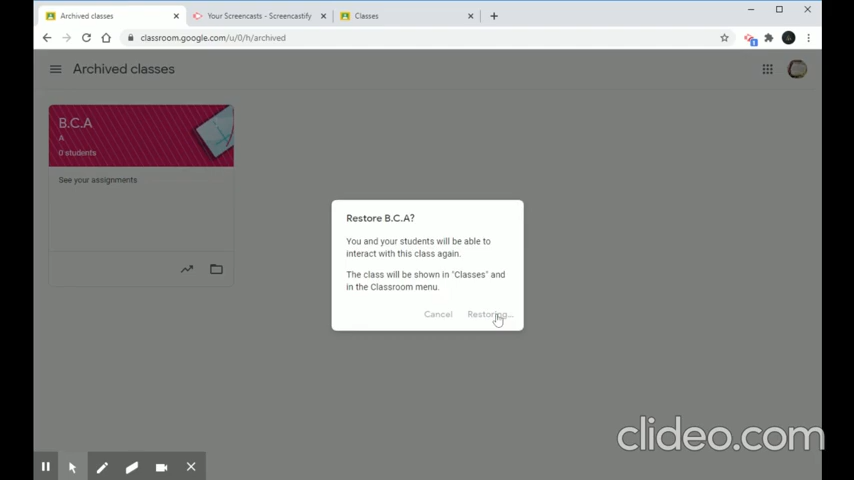 Archived classes
Your Screencasts - Screencastify
Classes
classroom.google.com/u/0/h/archived
Archived classes
B.C.A
A
0 students
See your assignments
Restore B.C.A?
You and your students will be able to
interact with this class again.
The class will be shown in "Classes" and
in the Classroom menu.
Cancel
Restoring...
clideo.com